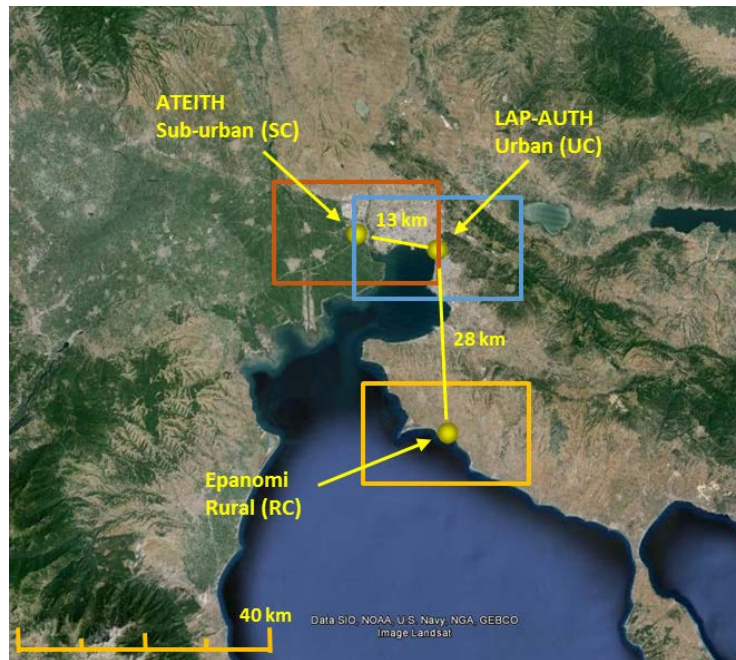 ATEITH
Sub-urban (SC)
LAP-AUTH
Urban (UC)
13 km
28 km
Epanomi
Rural (RC)
40 km
Data SIO, NOAA, U.S. Navy, NGA, GEBCO
Image Landsat